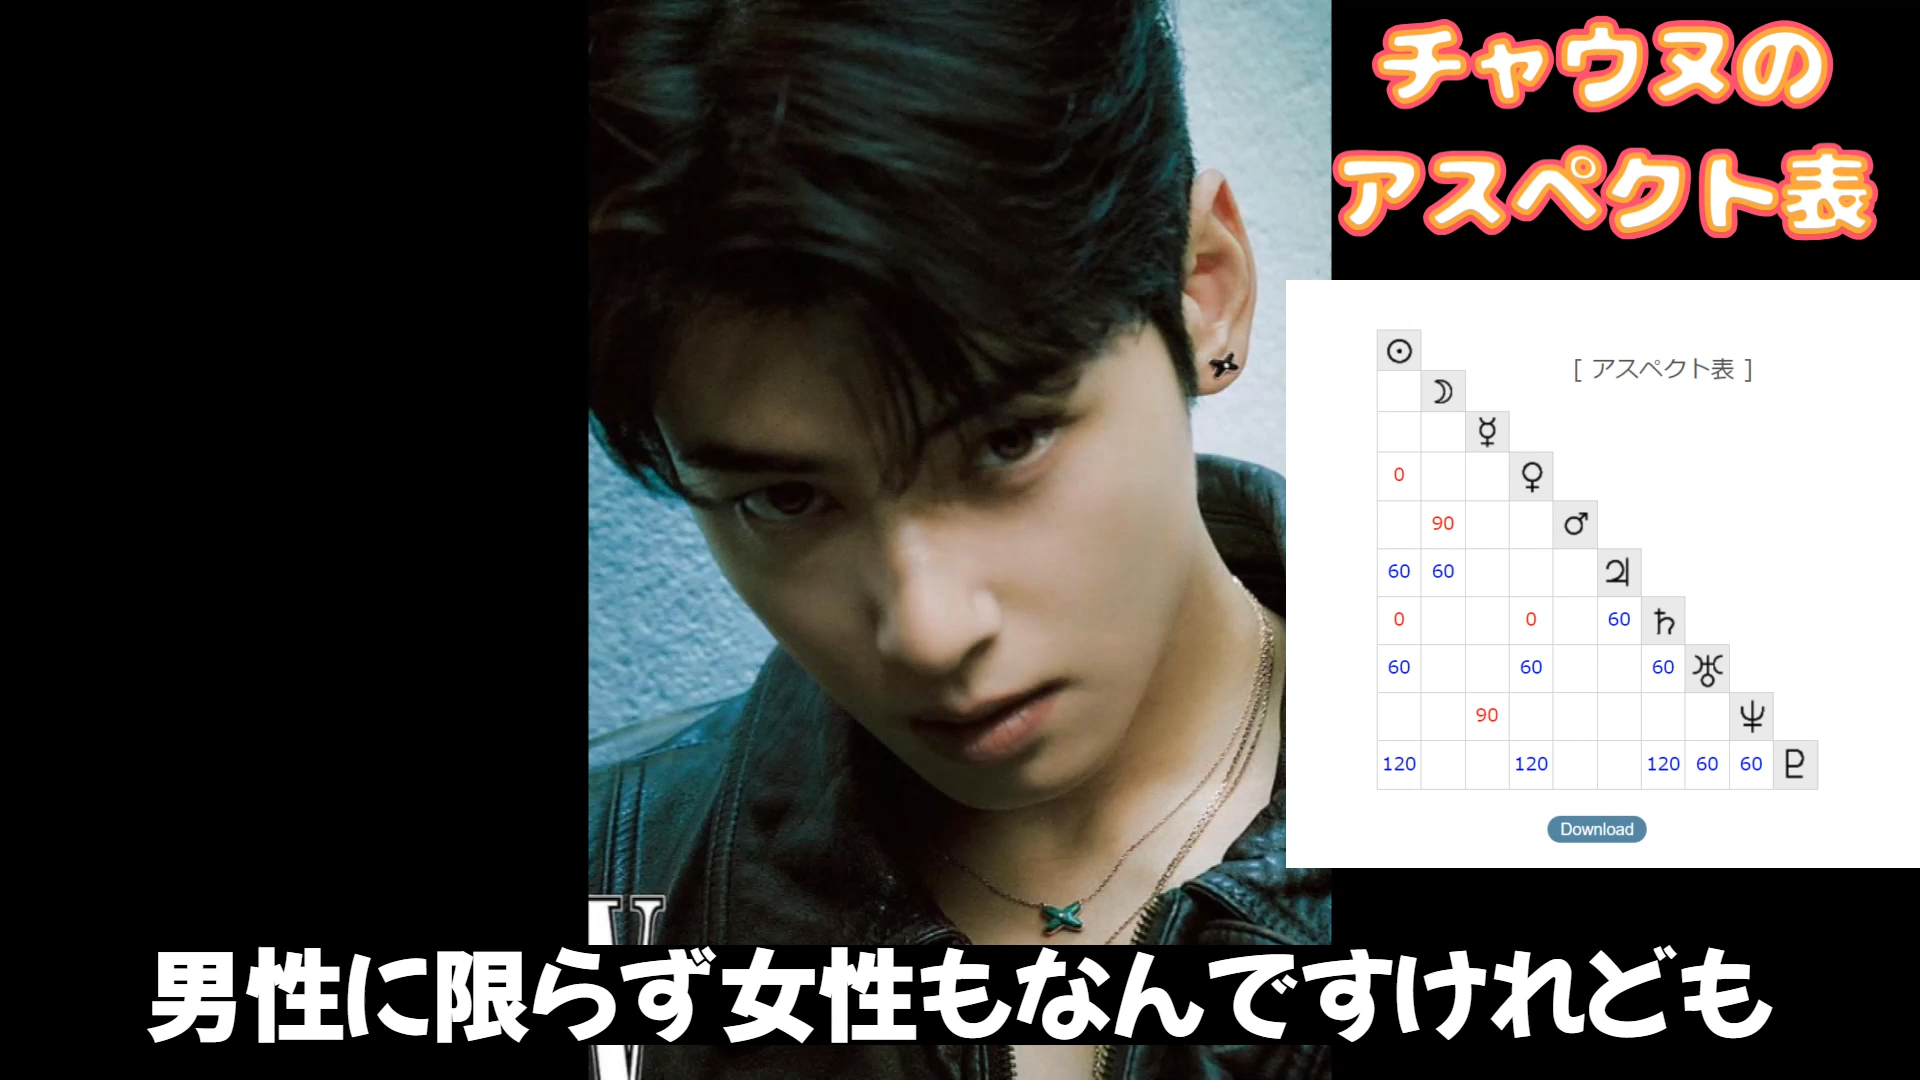 チャウヌの
アスペクト表
[ アスペクト表 ]
0
90
60 60
0 0 60
60 60 60
90
120 120 120 60 60
Download
W
男性に限らず女性もなんですけれども